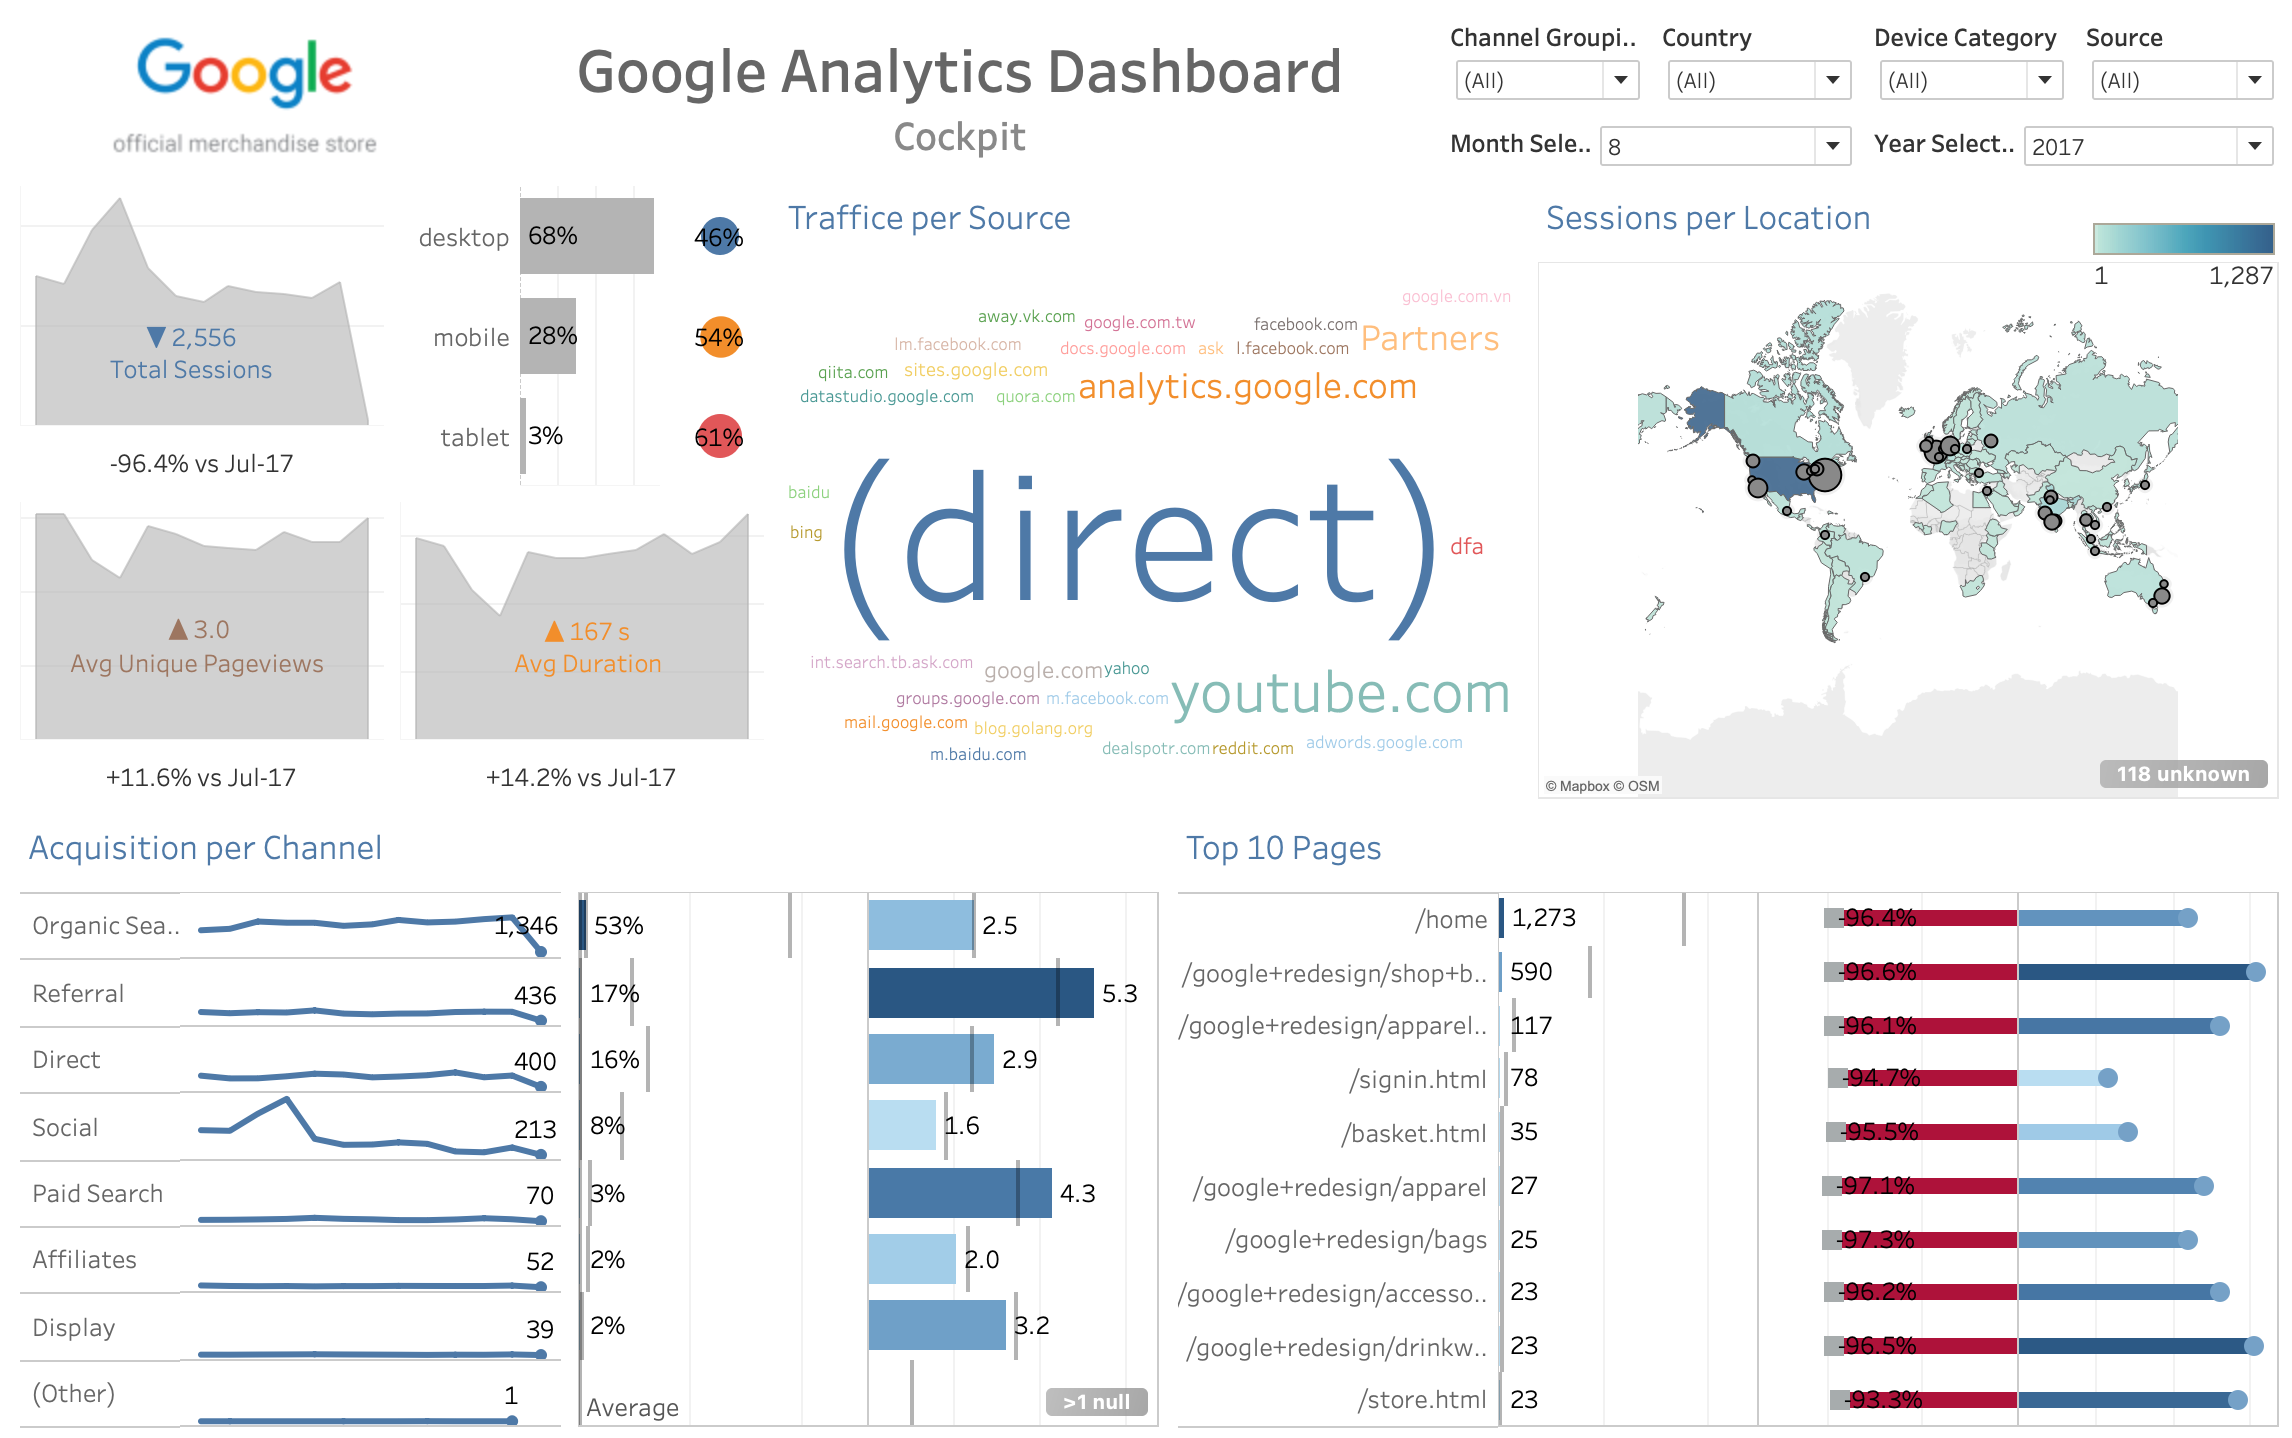 Google
official merchandise store
Google Analytics Dashboard
Cockpit
Channel Groupi..
Country
Device Category
Source
(All)
(All)
(All)
(All)
Month Sele..
8
Year Select..
2017
▼ 2,556
Total Sessions
-96.4% vs Jul-17
desktop
68%
46%
mobile
28%
54%
tablet
3%
61%
▲ 3.0
Avg Unique Pageviews
+11.6% vs Jul-17
▲ 167 s
Avg Duration
+14.2% vs Jul-17
Traffice per Source
google.com.vn
away.vk.com
google.com.tw
facebook.com
Partners
lm.facebook.com
docs.google.com
ask
l.facebook.com
qiita.com
sites.google.com
analytics.google.com
datastudio.google.com
quora.com
baidu
(direct)
bing
dfa
int.search.tb.ask.com
google.com
yahoo
youtube.com
groups.google.com
m.facebook.com
mail.google.com
blog.golang.org
m.baidu.com
dealspotr.com
reddit.com
adwords.google.com
Sessions per Location
1
1,287
© Mapbox © OSM
118 unknown
Acquisition per Channel
Organic Sea..
1,346
53%
2.5
Referral
436
17%
5.3
Direct
400
16%
2.9
Social
213
8%
1.6
Paid Search
70
3%
4.3
Affiliates
52
2%
2.0
Display
39
2%
3.2
(Other)
1
Average
>1 null
Top 10 Pages
/home
1,273
-96.4%
/google+redesign/shop+b..
590
-96.6%
/google+redesign/apparel..
117
-96.1%
/signin.html
78
-94.7%
/basket.html
35
-95.5%
/google+redesign/apparel
27
-97.1%
/google+redesign/bags
25
-97.3%
/google+redesign/accesso..
23
-96.2%
/google+redesign/drinkw..
23
-96.5%
/store.html
23
-93.3%